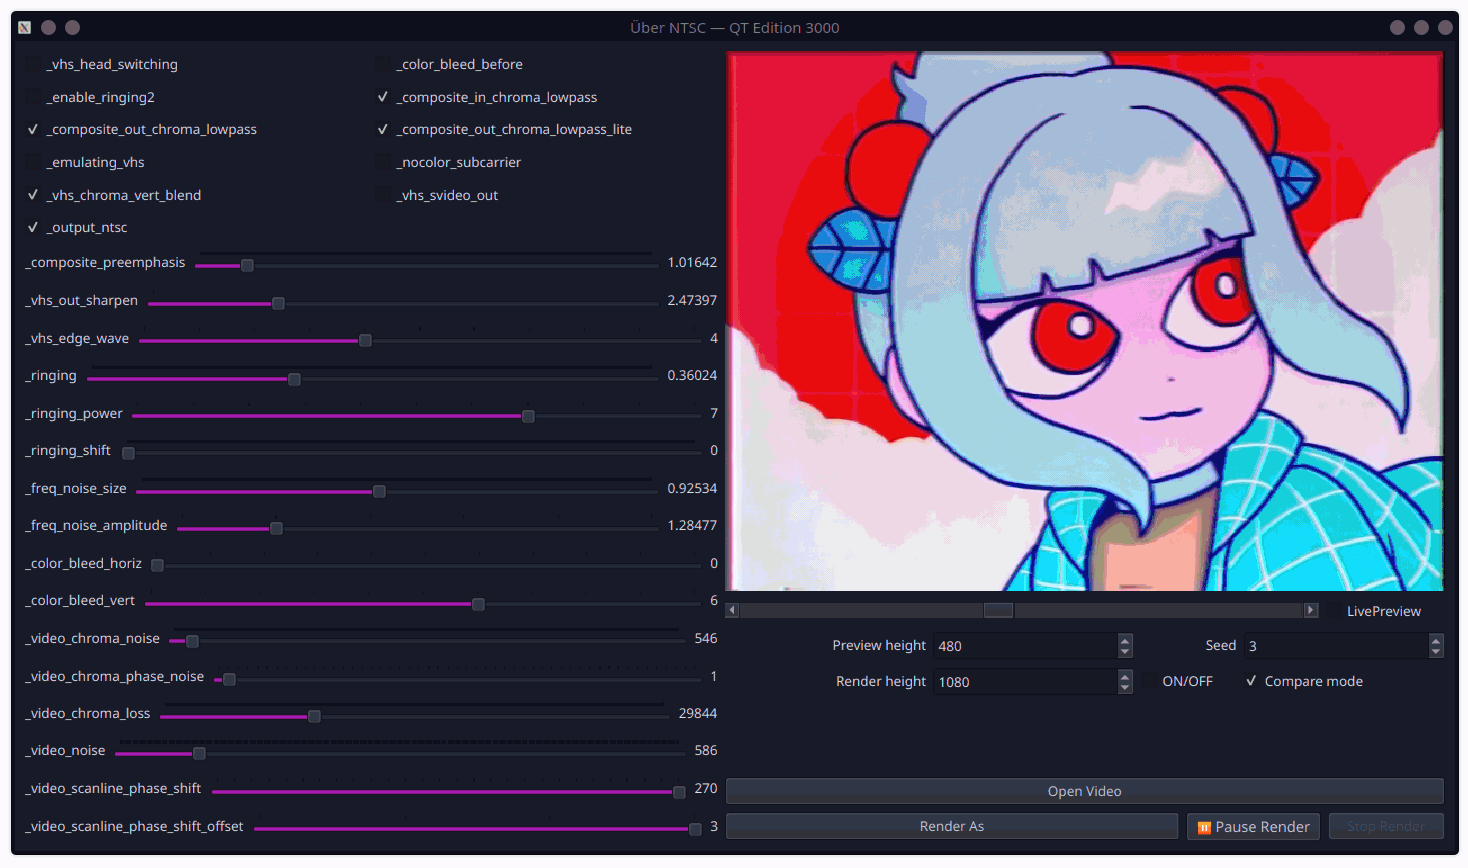 Über NTSC — QT Edition 3000
_vhs_head_switching
_color_bleed_before
_enable_ringing2
_composite_in_chroma_lowpass
_composite_out_chroma_lowpass
_composite_out_chroma_lowpass_lite
_emulating_vhs
_nocolor_subcarrier
_vhs_chroma_vert_blend
_vhs_svideo_out
_output_ntsc
_composite_preemphasis 1.01642
_vhs_out_sharpen 2.47397
_vhs_edge_wave 4
_ringing 0.36024
_ringing_power 7
_ringing_shift 0
_freq_noise_size 0.92534
_freq_noise_amplitude 1.28477
_color_bleed_horiz 0
_color_bleed_vert 6
_video_chroma_noise 546
_video_chroma_phase_noise 1
_video_chroma_loss 29844
_video_noise 586
_video_scanline_phase_shift 270
_video_scanline_phase_shift_offset 3
LivePreview
Preview height 480
Seed 3
Render height 1080
ON/OFF
Compare mode
Open Video
Render As
Pause Render
Stop Render